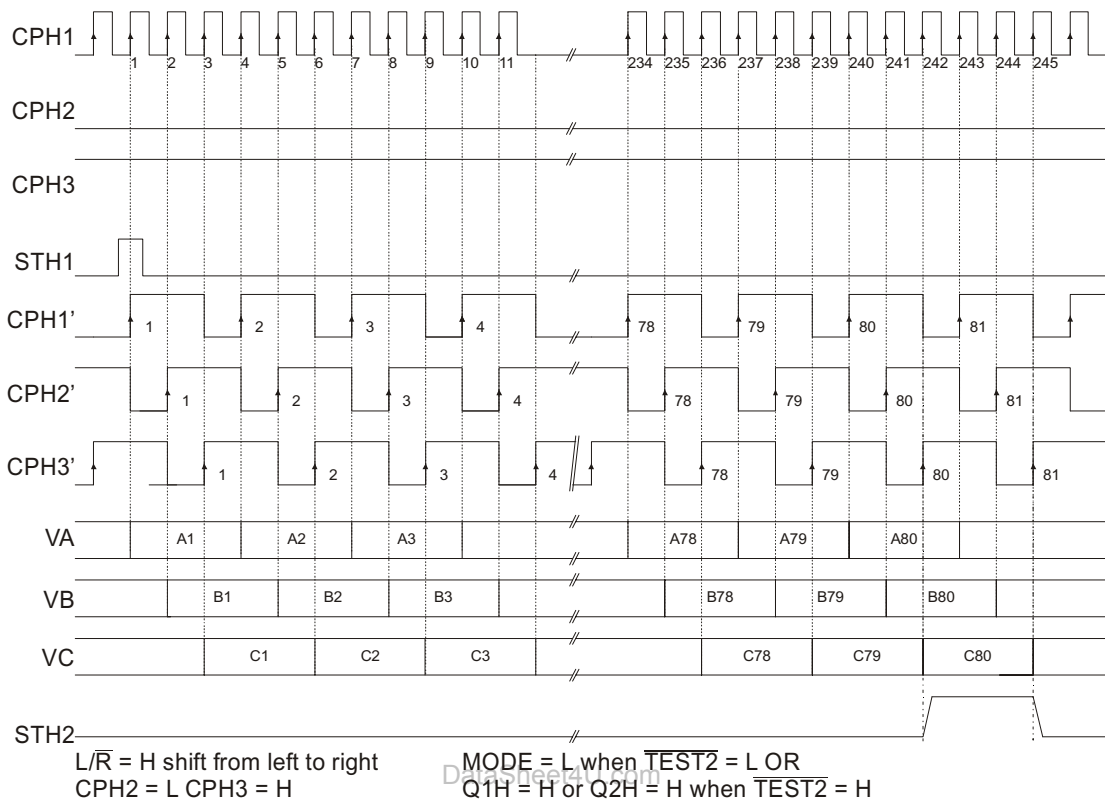 CPH1
1 2 3 4 5 6 7 8 9 10 11 234 235 236 237 238 239 240 241 242 243 244 245
CPH2
CPH3
STH1
CPH1’ 1 2 3 4 78 79 80 81
CPH2’ 1 2 3 4 78 79 80 81
CPH3’ 1 2 3 4 78 79 80 81
VA A1 A2 A3 A78 A79 A80
VB B1 B2 B3 B78 B79 B80
VC C1 C2 C3 C78 C79 C80
STH2
L/R̅ = H shift from left to right MODE = L when T̅E̅S̅T̅2̅ = L OR
DataSheet4U.com
CPH2 = L CPH3 = H Q1H = H or Q2H = H when T̅E̅S̅T̅2̅ = H